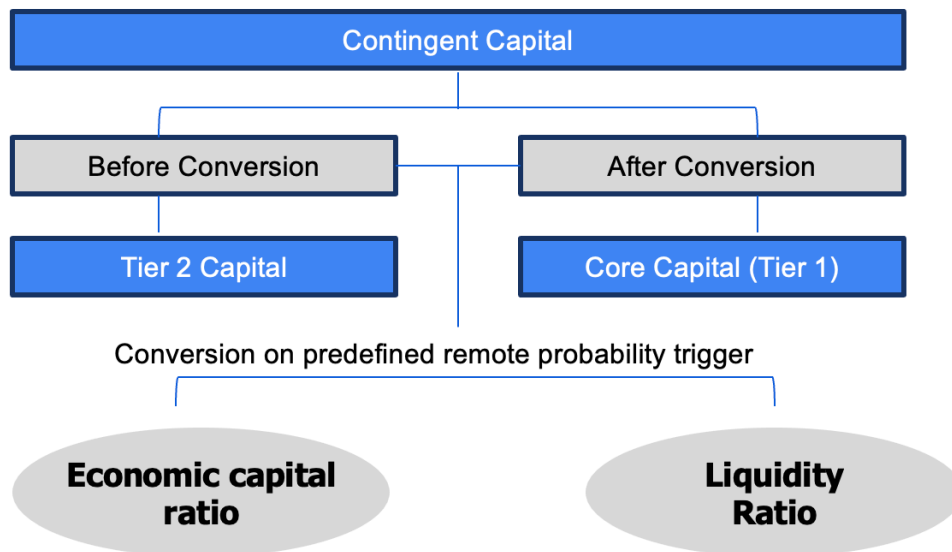 Contingent Capital
Before Conversion
After Conversion
Tier 2 Capital
Core Capital (Tier 1)
Conversion on predefined remote probability trigger
Economic capital
ratio
Liquidity
Ratio